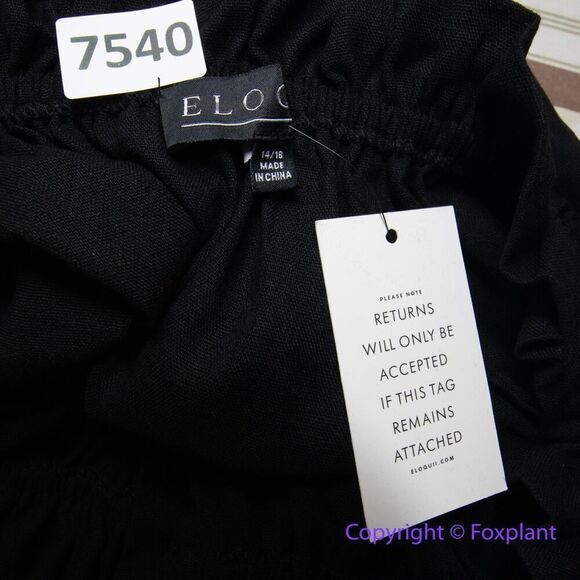 7540
ELOQ
14/18
MADE
IN CHINA
PLEASE NOTE
RETURNS
WILL ONLY BE
ACCEPTED
IF THIS TAG
REMAINS
ATTACHED
ELOQUII.COM
Copyright © Foxplant